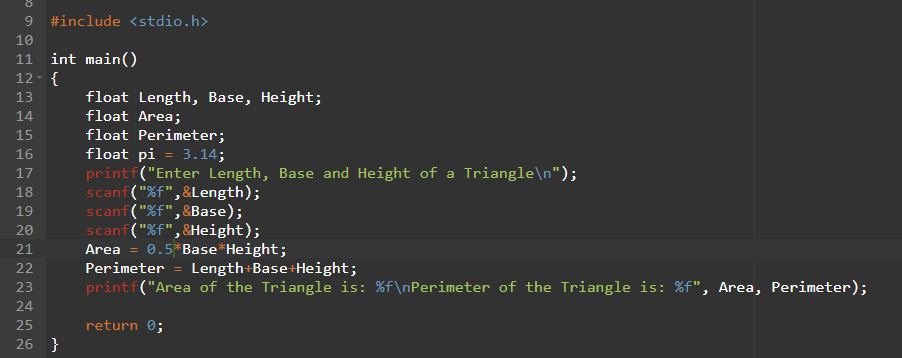 8
9 #include <stdio.h>
10
11 int main()
12 {
13     float Length, Base, Height;
14     float Area;
15     float Perimeter;
16     float pi = 3.14;
17     printf("Enter Length, Base and Height of a Triangle\n");
18     scanf("%f",&Length);
19     scanf("%f",&Base);
20     scanf("%f",&Height);
21     Area = 0.5*Base*Height;
22     Perimeter = Length+Base+Height;
23     printf("Area of the Triangle is: %f\nPerimeter of the Triangle is: %f", Area, Perimeter);
24
25     return 0;
26 }